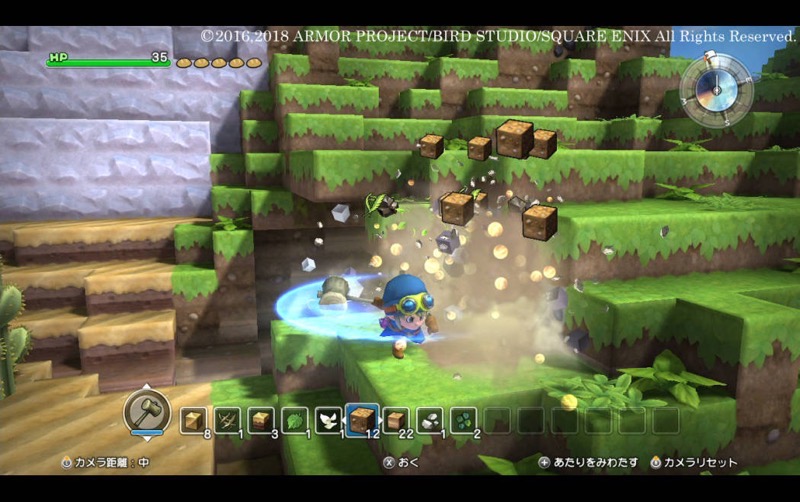 ©2016,2018 ARMOR PROJECT/BIRD STUDIO/SQUARE ENIX All Rights Reserved.
HP 35
8 1 3 1 1 12 22 1 2
カメラ距離:中 Ⓧおく あたりをみわたす カメラリセット